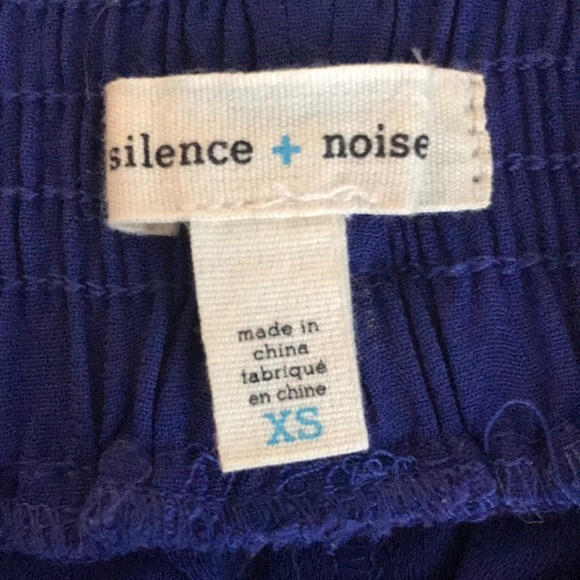 silence + noise
made in
china
fabriqué
en chine
XS